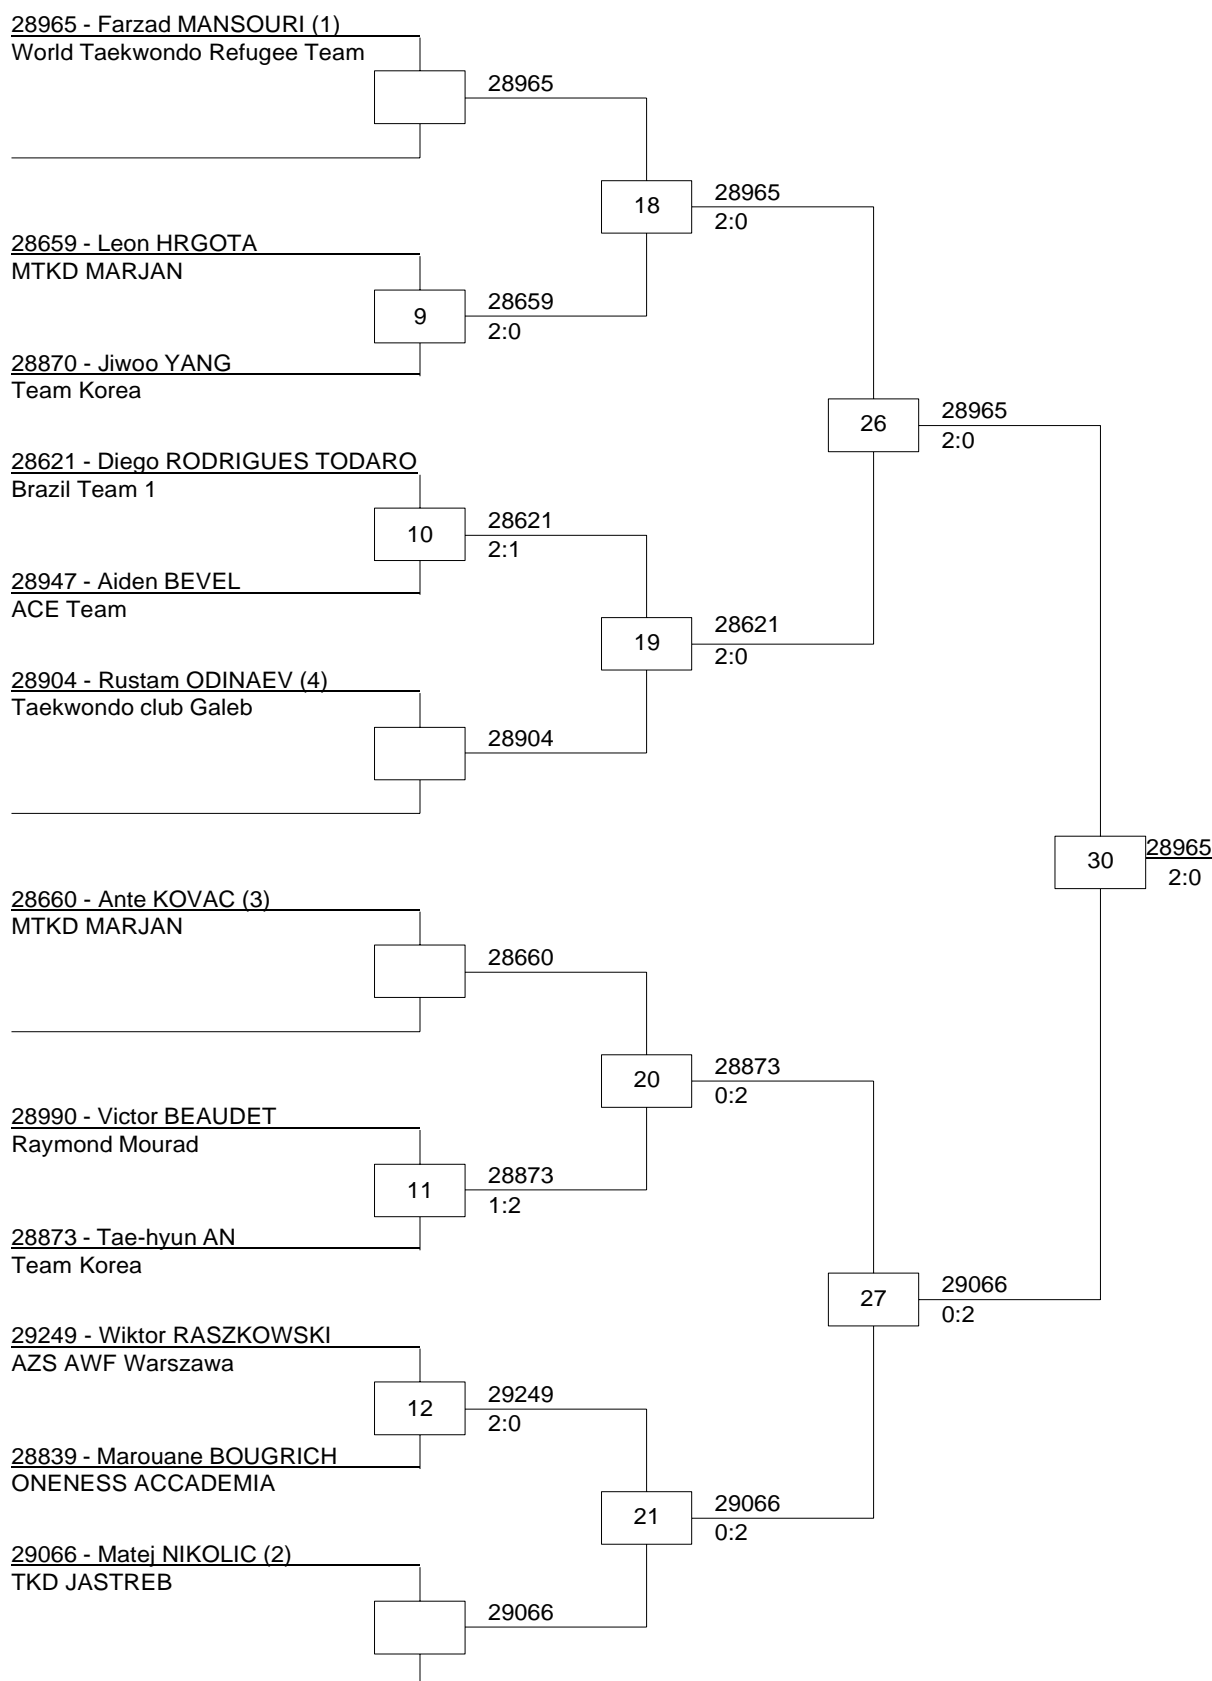 28965 - Farzad MANSOURI (1)
World Taekwondo Refugee Team
28965
18
28965
2:0
28659 - Leon HRGOTA
MTKD MARJAN
9
28659
2:0
28870 - Jiwoo YANG
Team Korea
26
28965
2:0
28621 - Diego RODRIGUES TODARO
Brazil Team 1
10
28621
2:1
28947 - Aiden BEVEL
ACE Team
19
28621
2:0
28904 - Rustam ODINAEV (4)
Taekwondo club Galeb
28904
30
28965
2:0
28660 - Ante KOVAC (3)
MTKD MARJAN
28660
20
28873
0:2
28990 - Victor BEAUDET
Raymond Mourad
11
28873
1:2
28873 - Tae-hyun AN
Team Korea
27
29066
0:2
29249 - Wiktor RASZKOWSKI
AZS AWF Warszawa
12
29249
2:0
28839 - Marouane BOUGRICH
ONENESS ACCADEMIA
21
29066
0:2
29066 - Matej NIKOLIC (2)
TKD JASTREB
29066